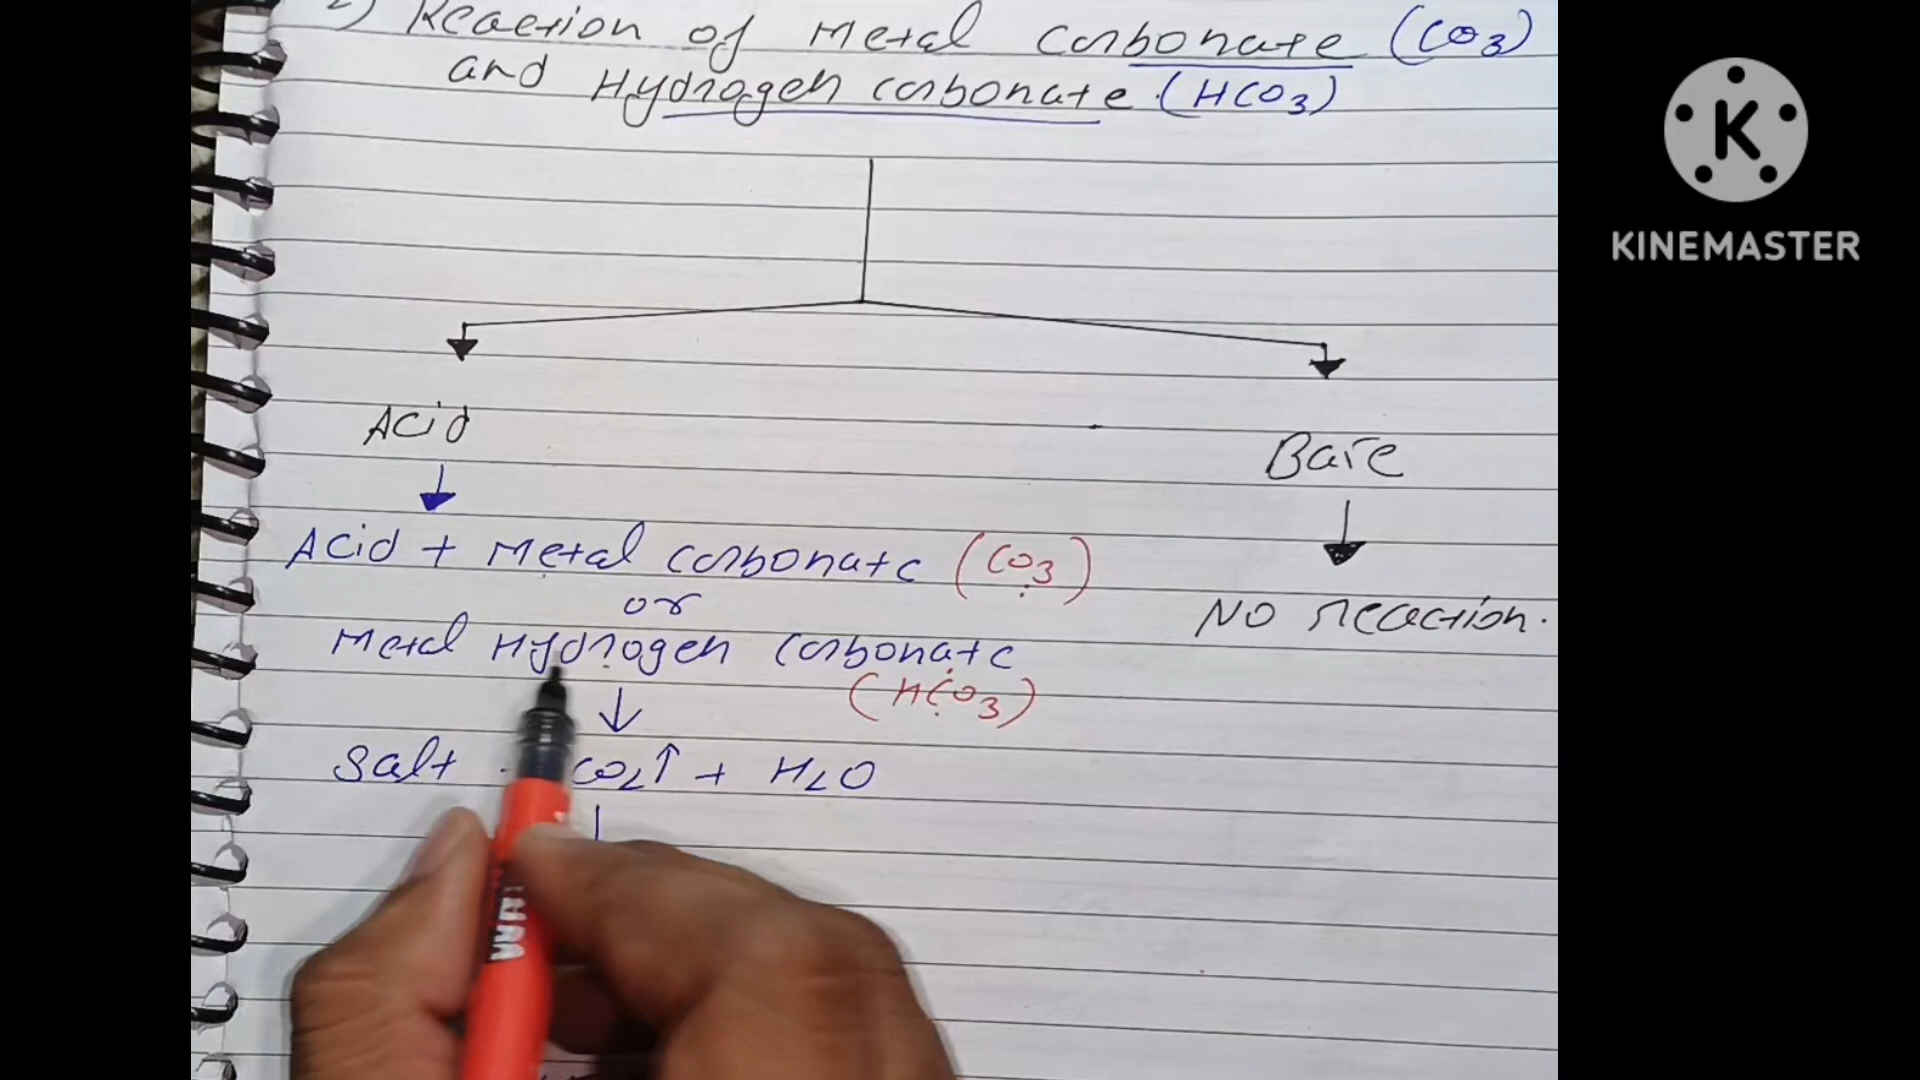 2) Reaction of Metal Carbonate (CO3)
and Hydrogen carbonate (HCO3)
Acid
Base
Acid + Metal carbonate (CO3)
or
Metal Hydrogen Carbonate
(HCO3)
NO reaction.
Salt CO2↑ + H2O
K
KINEMASTER